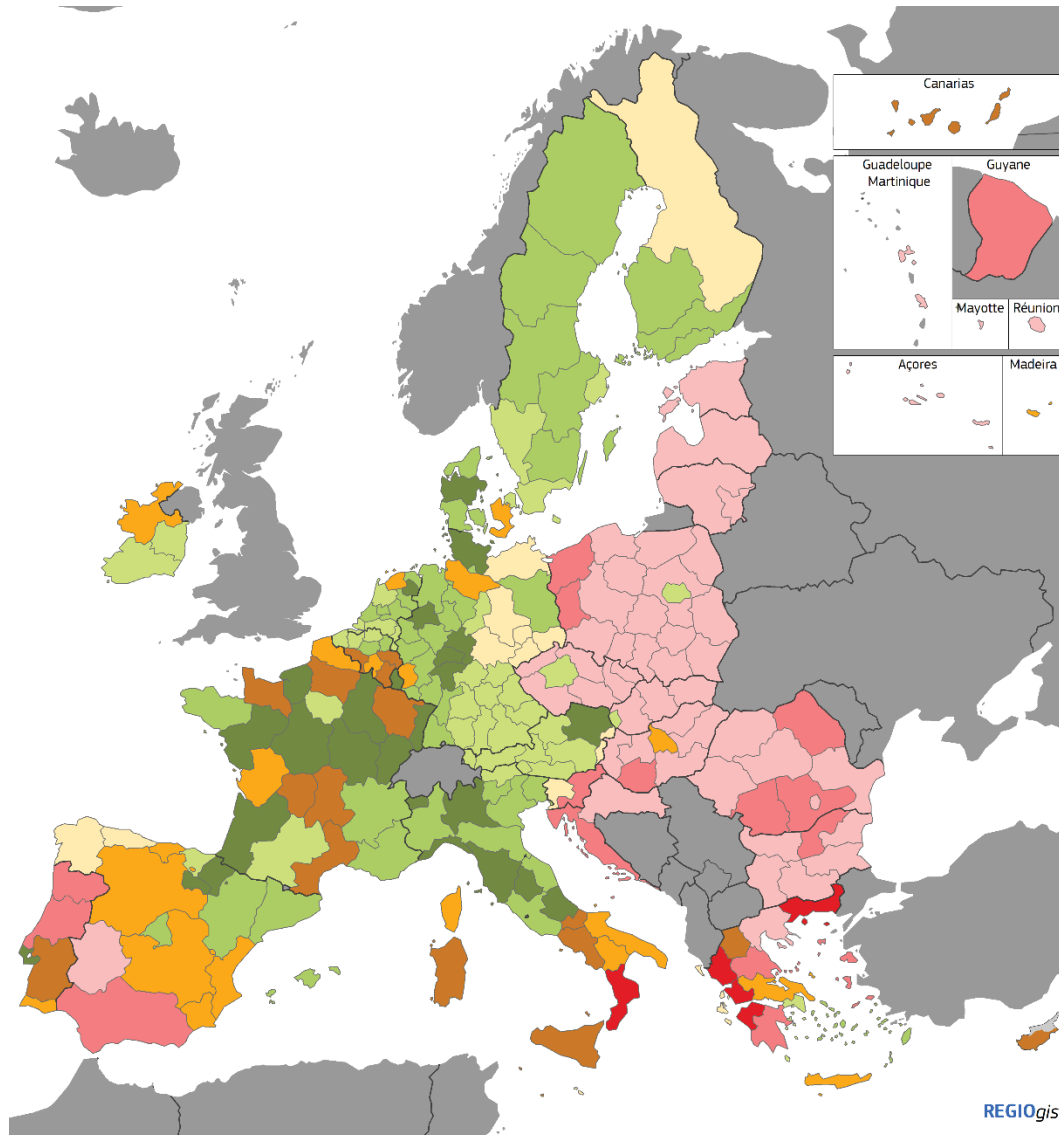 Canarias
Guadeloupe
Martinique
Guyane
Mayotte
Réunion
Açores
Madeira
REGIOgis